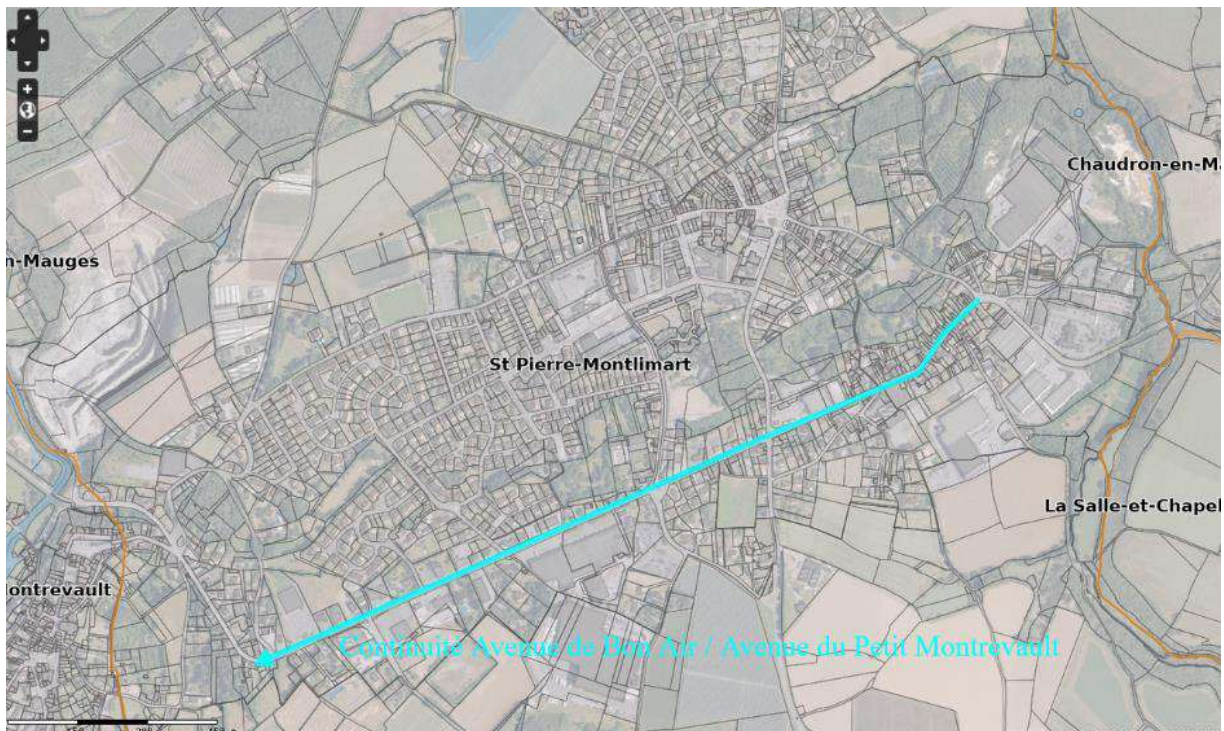 Chaudron-en-Ma
n-Mauges
St Pierre-Montlimart
La Salle-et-Chapel
ontrevault
Continuité Avenue de Bon Air / Avenue du Petit Montrevault